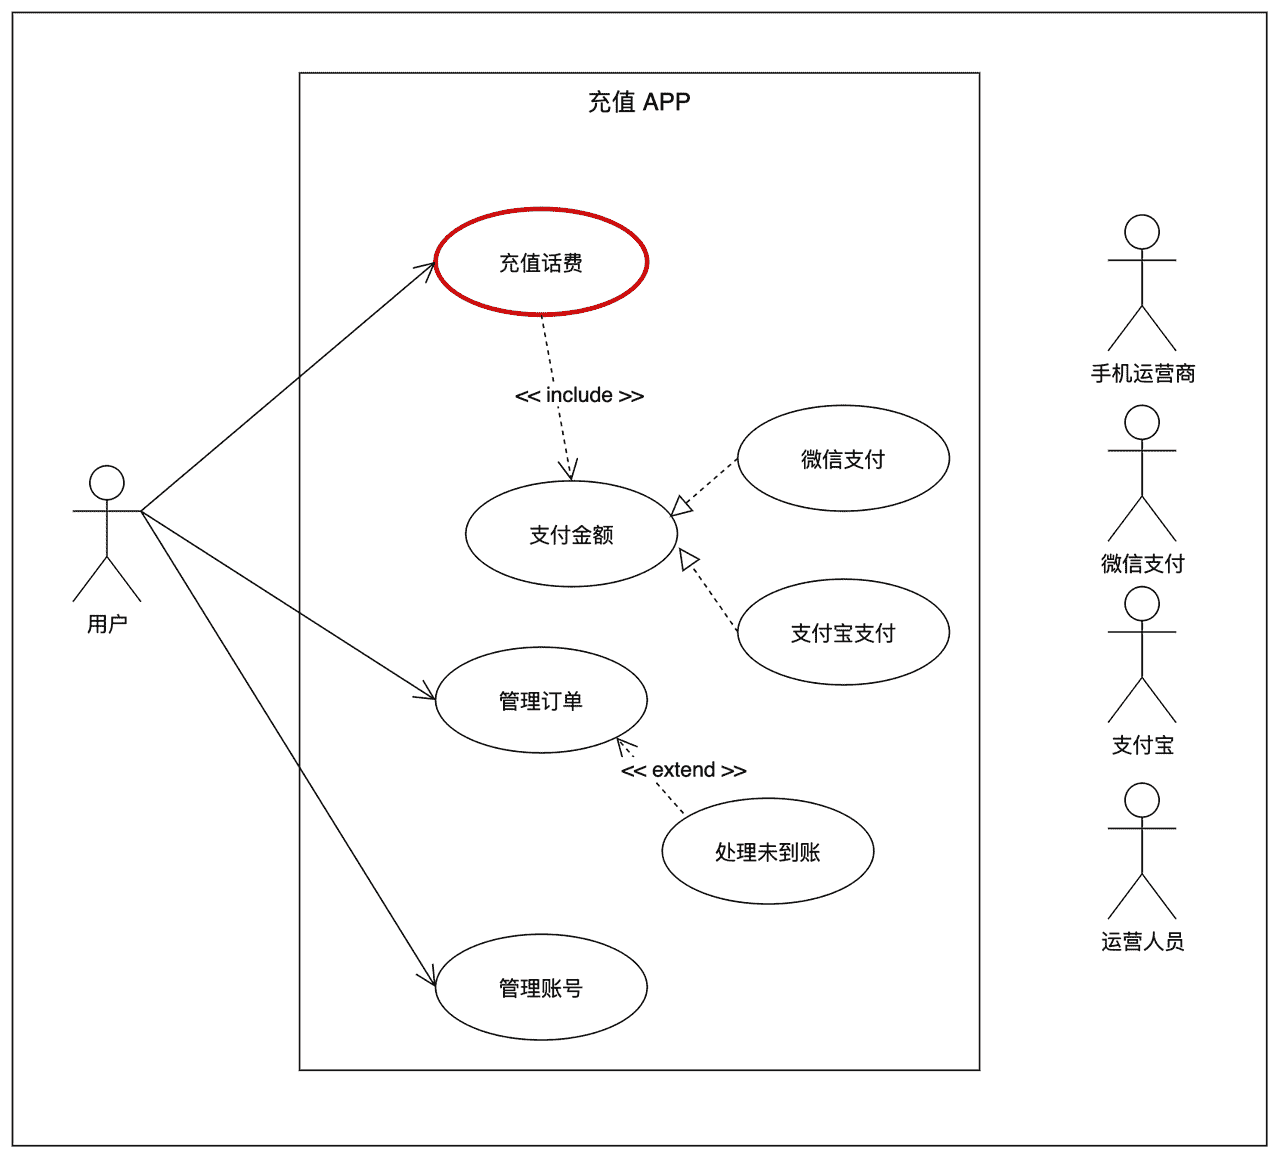 充值 APP
充值话费
手机运营商
<< include >>
微信支付
支付金额
微信支付
用户
支付宝支付
管理订单
支付宝
<< extend >>
处理未到账
运营人员
管理账号